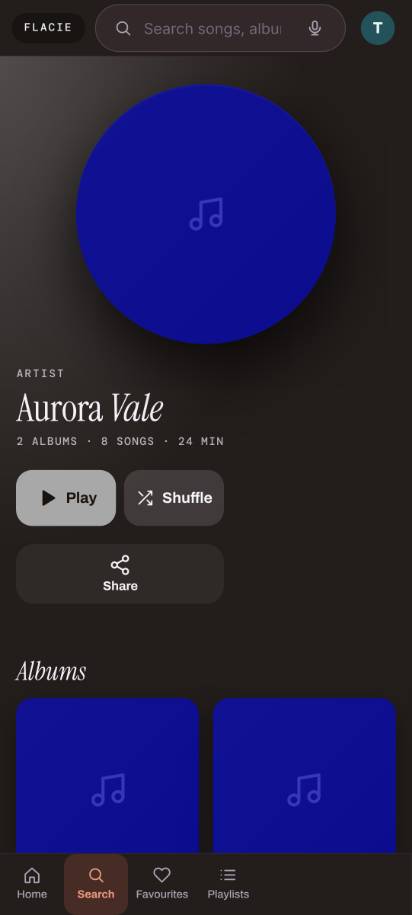 FLACIE
Search songs, albu
T
ARTIST
Aurora Vale
2 ALBUMS · 8 SONGS · 24 MIN
Play
Shuffle
Share
Albums
Home
Search
Favourites
Playlists